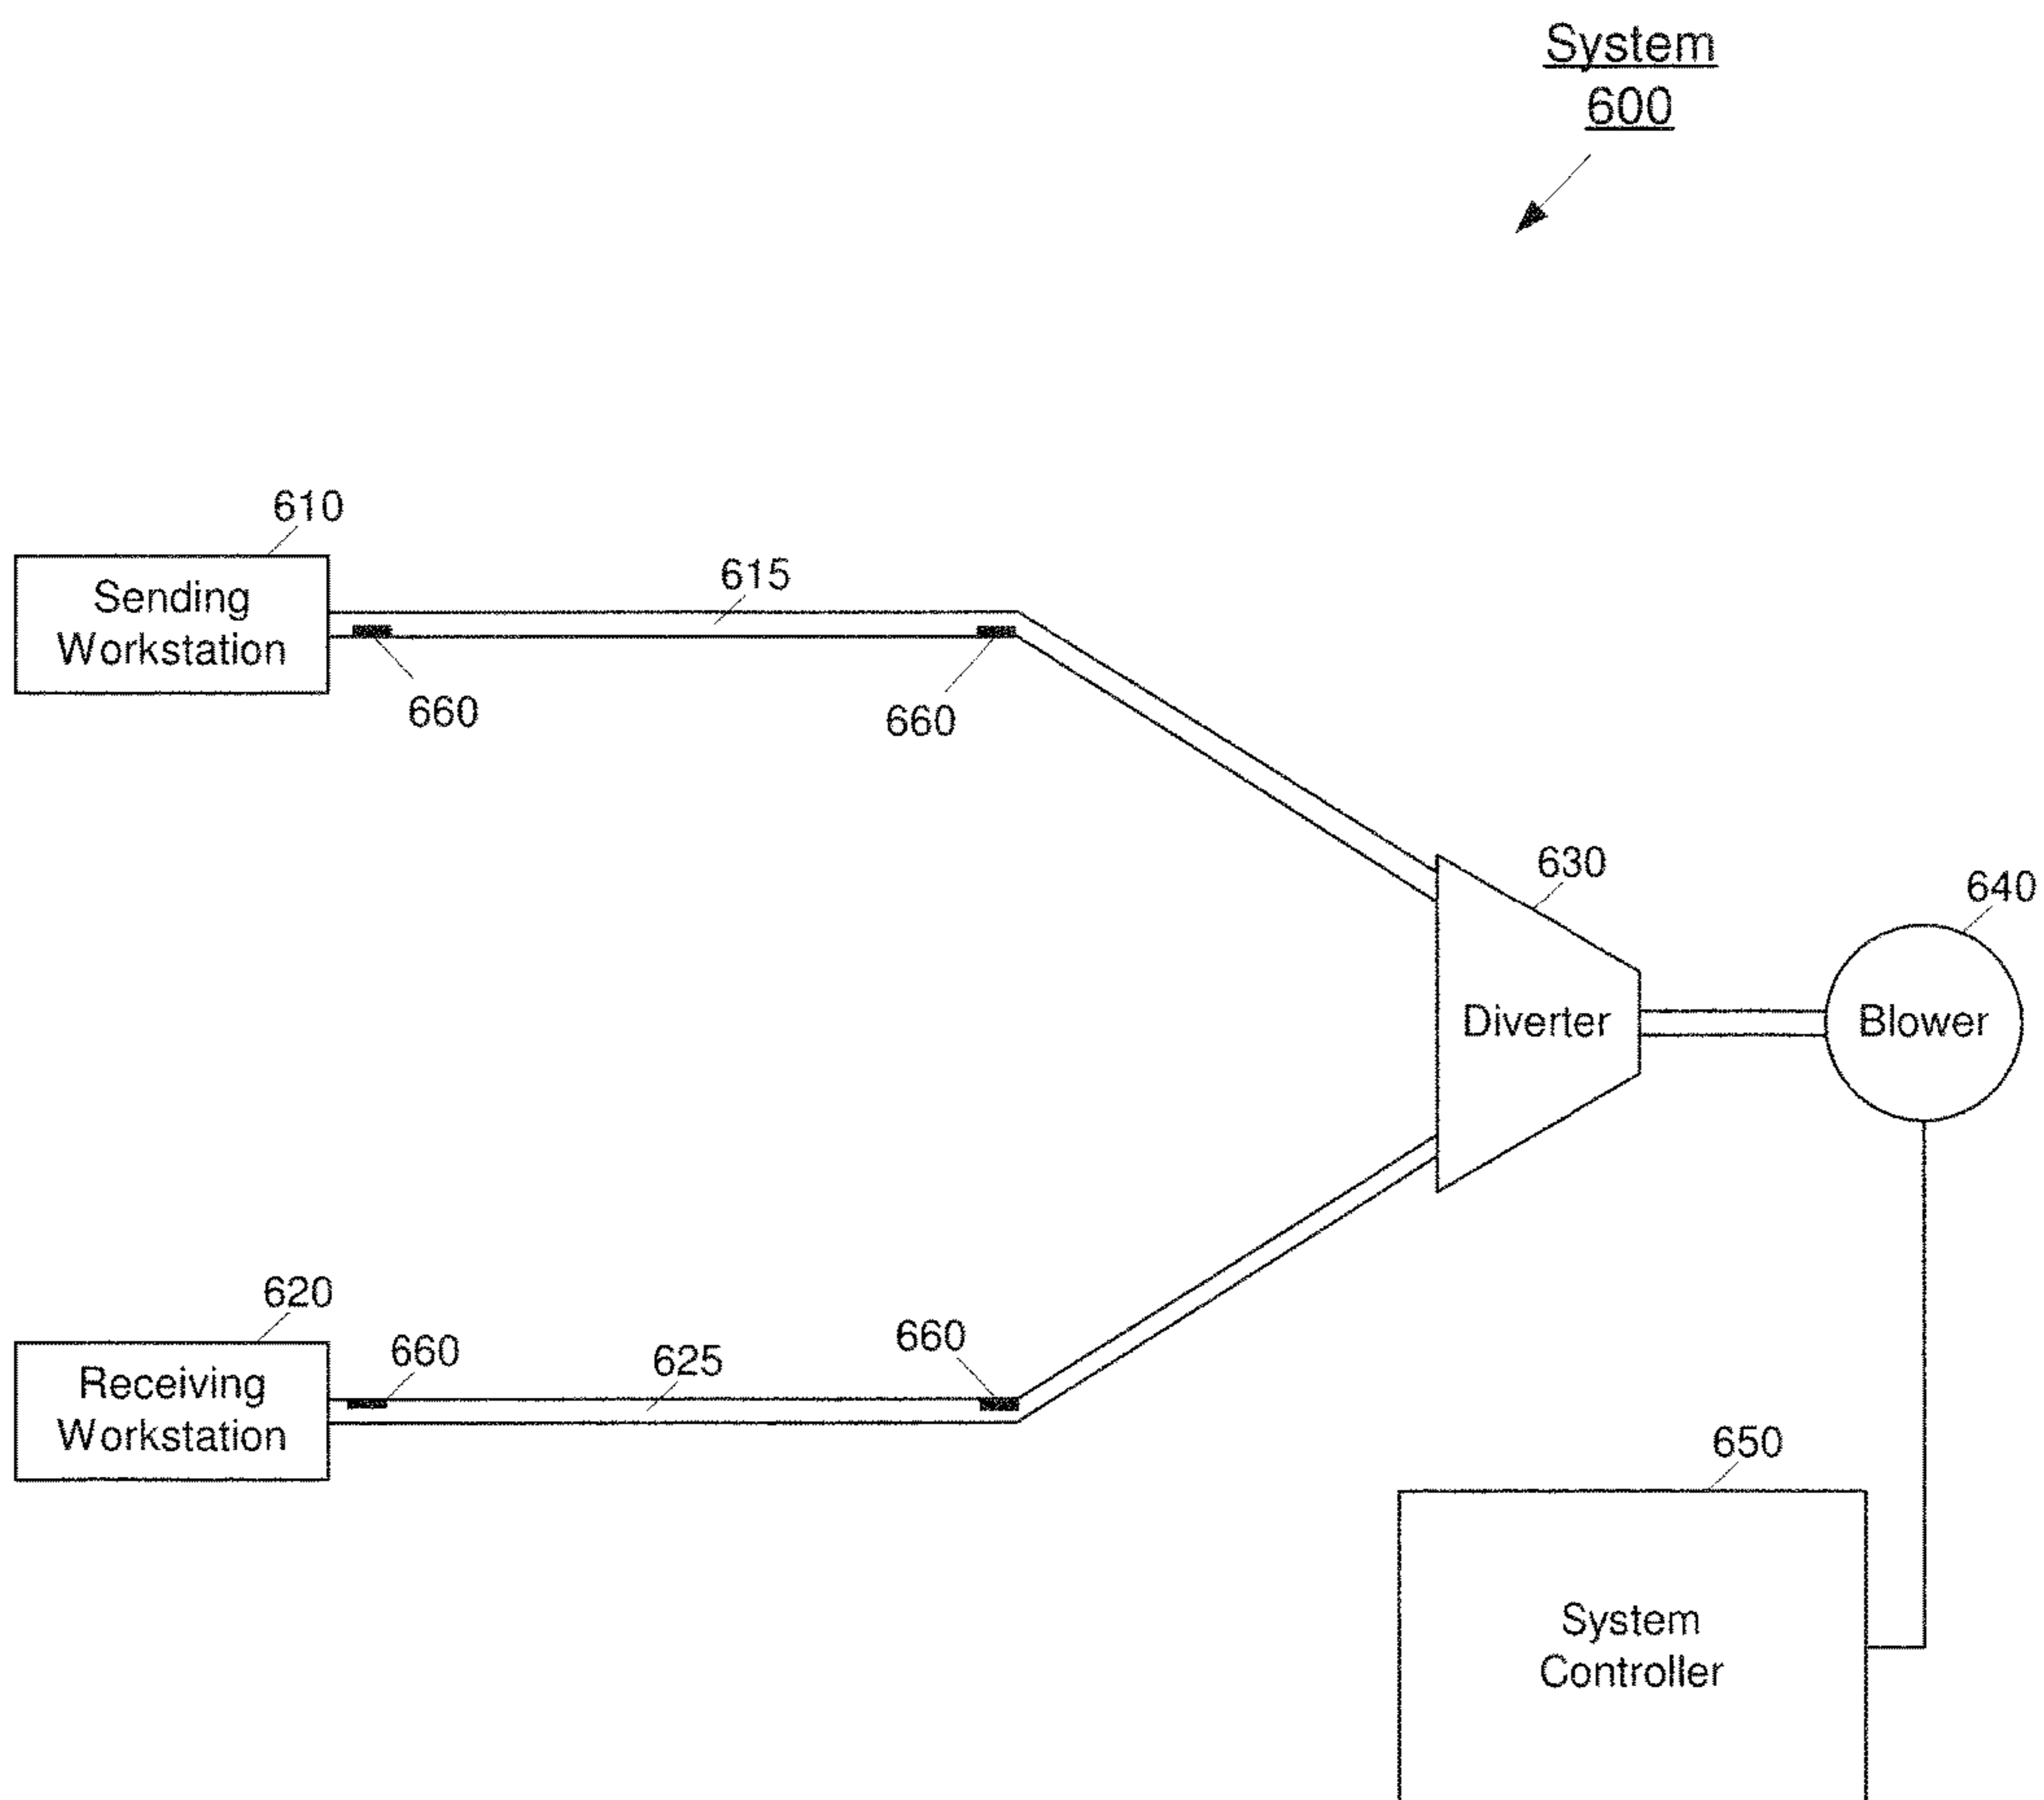 System
600
610
Sending
Workstation
615
660
660
630
640
Diverter
Blower
620
Receiving
Workstation
660
625
660
650
System
Controller